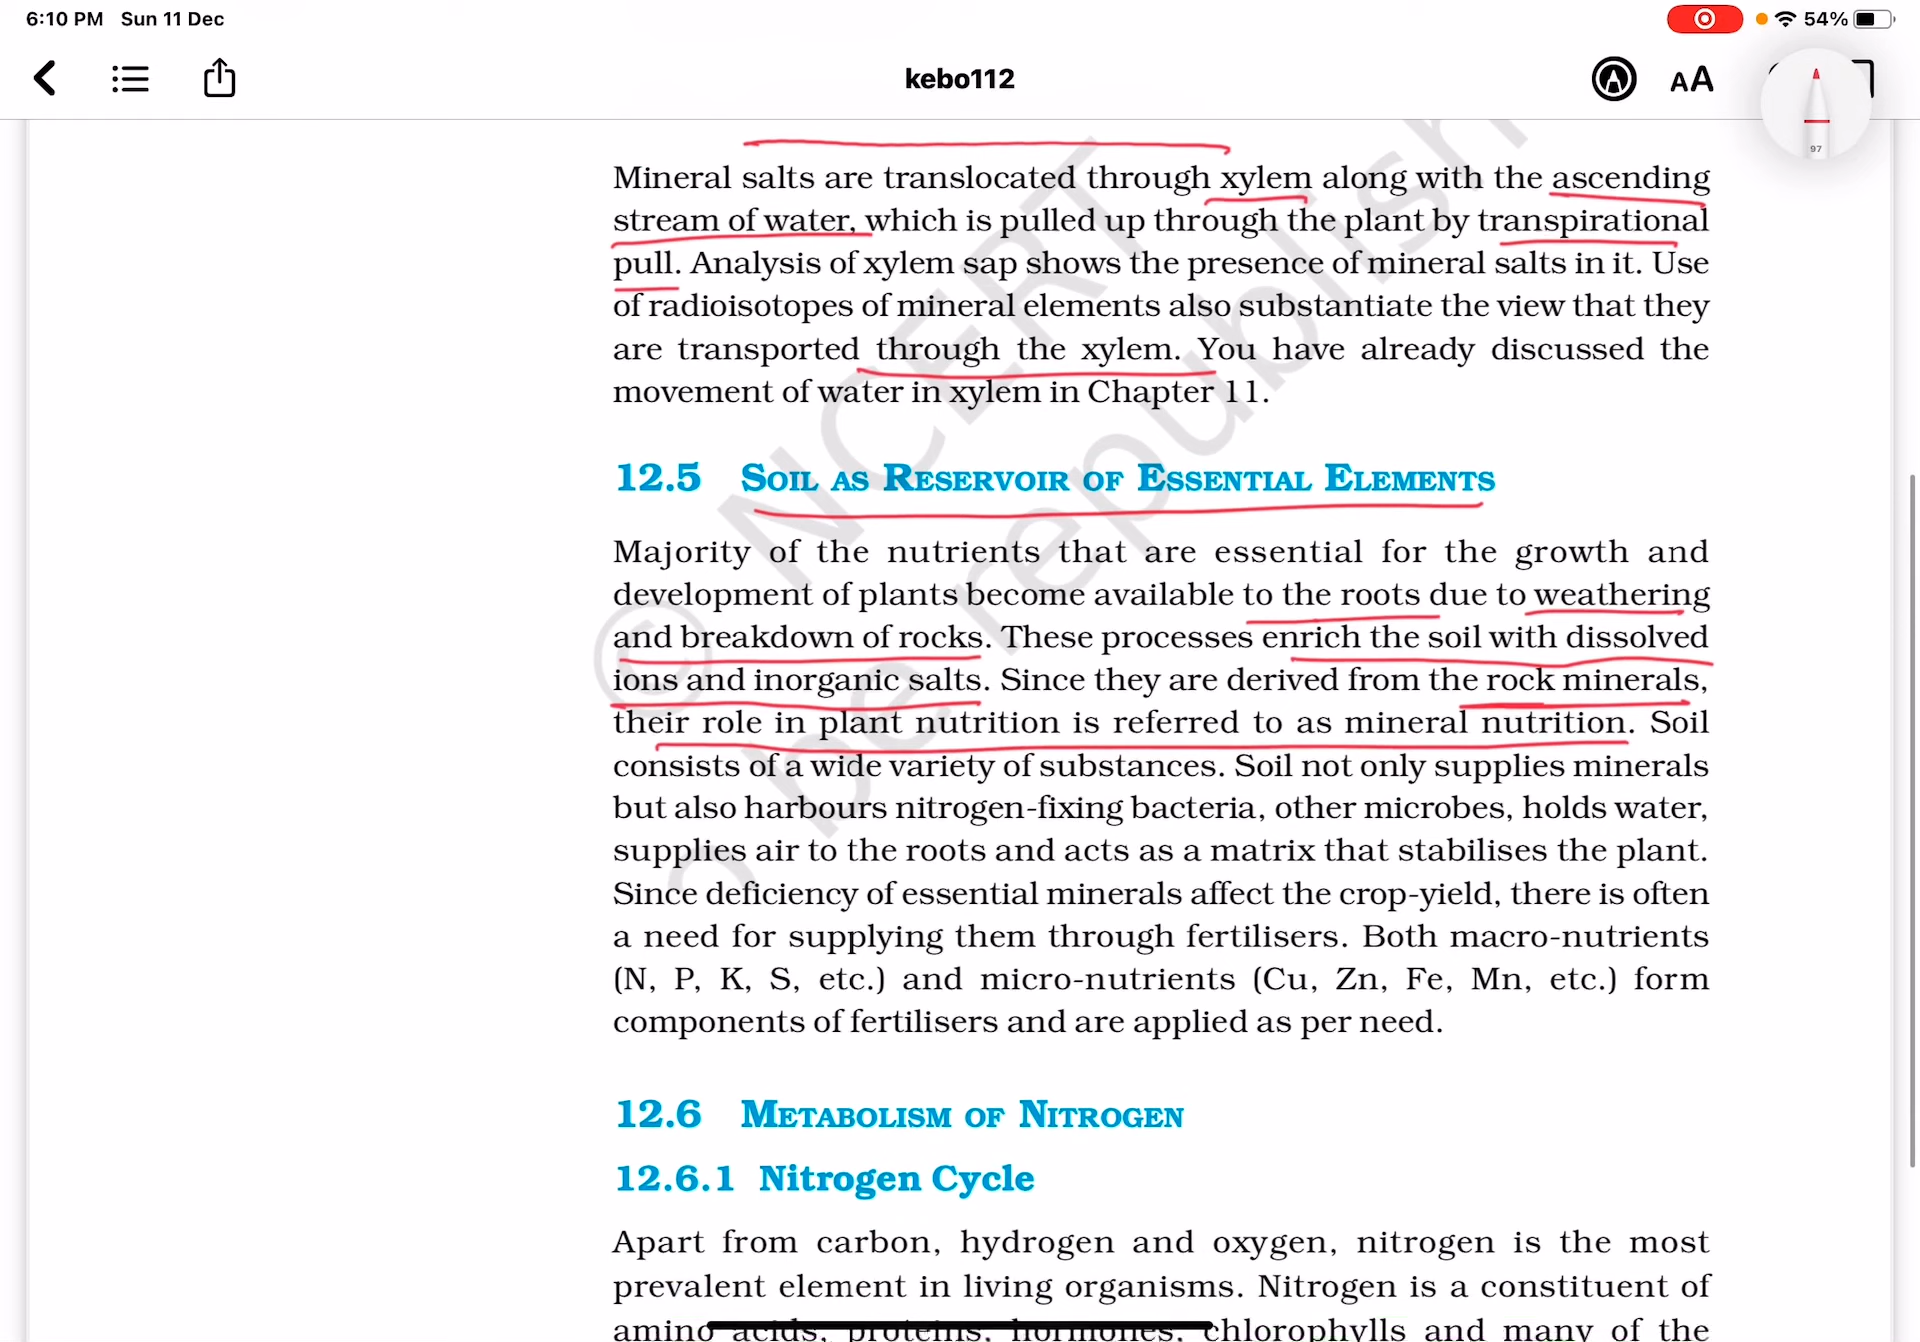 6:10 PM Sun 11 Dec
54%
kebo112
AA
97
Mineral salts are translocated through xylem along with the ascending
stream of water, which is pulled up through the plant by transpirational
pull. Analysis of xylem sap shows the presence of mineral salts in it. Use
of radioisotopes of mineral elements also substantiate the view that they
are transported through the xylem. You have already discussed the
movement of water in xylem in Chapter 11.
12.5 SOIL AS RESERVOIR OF ESSENTIAL ELEMENTS
Majority of the nutrients that are essential for the growth and
development of plants become available to the roots due to weathering
and breakdown of rocks. These processes enrich the soil with dissolved
ions and inorganic salts. Since they are derived from the rock minerals,
their role in plant nutrition is referred to as mineral nutrition. Soil
consists of a wide variety of substances. Soil not only supplies minerals
but also harbours nitrogen-fixing bacteria, other microbes, holds water,
supplies air to the roots and acts as a matrix that stabilises the plant.
Since deficiency of essential minerals affect the crop-yield, there is often
a need for supplying them through fertilisers. Both macro-nutrients
(N, P, K, S, etc.) and micro-nutrients (Cu, Zn, Fe, Mn, etc.) form
components of fertilisers and are applied as per need.
12.6 METABOLISM OF NITROGEN
12.6.1 Nitrogen Cycle
Apart from carbon, hydrogen and oxygen, nitrogen is the most
prevalent element in living organisms. Nitrogen is a constituent of
amino acids, proteins, hormones, chlorophylls and many of the
© NCERT
be republish